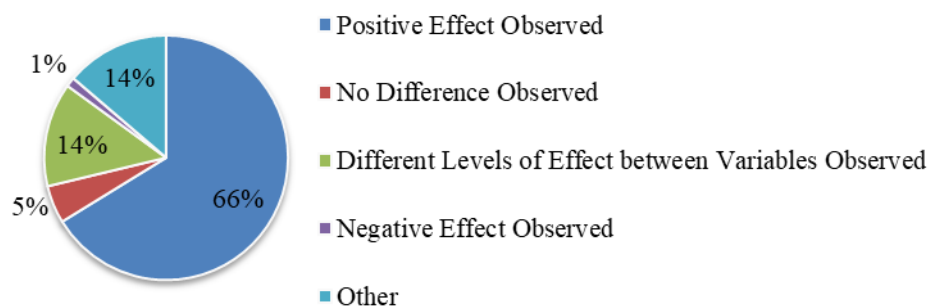 Positive Effect Observed
1%
14%
No Difference Observed
14%
Different Levels of Effect between Variables Observed
66%
5%
Negative Effect Observed
Other